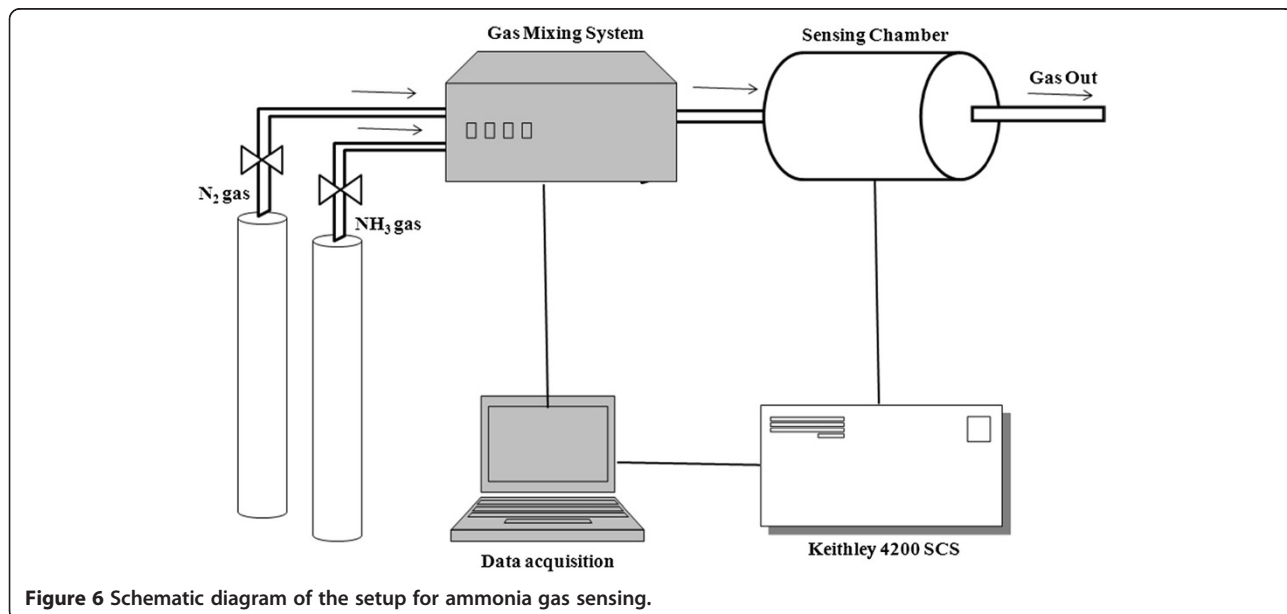 Gas Mixing System
Sensing Chamber
Gas Out
N₂ gas
NH₃ gas
Data acquisition
Keithley 4200 SCS
Figure 6 Schematic diagram of the setup for ammonia gas sensing.